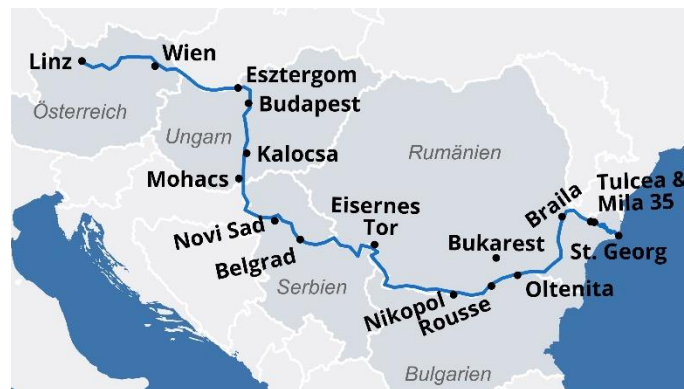 Linz
Wien
Österreich
Esztergom
Budapest
Ungarn
Kalocsa
Rumänien
Mohacs
Eisernes
Tor
Braila
Tulcea &
Mila 35
Novi Sad
Belgrad
Bukarest
St. Georg
Serbien
Nikopol
Rousse
Oltenita
Bulgarien